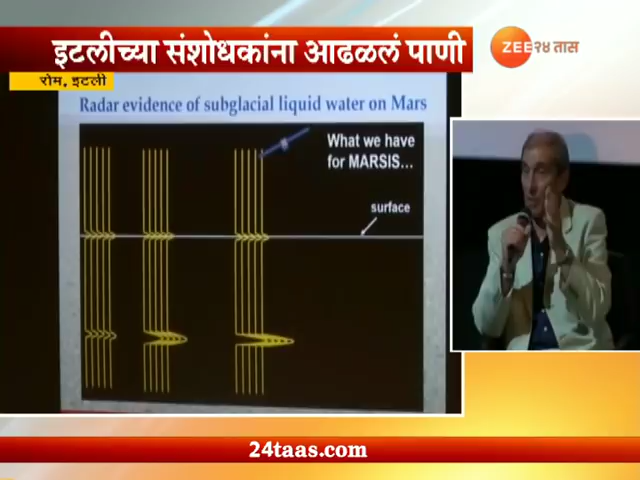 इटलीच्या संशोधकांना आढळलं पाणी
ZEE २४ तास
रोम, इटली
Radar evidence of subglacial liquid water on Mars
What we have
for MARSIS...
surface
24taas.com